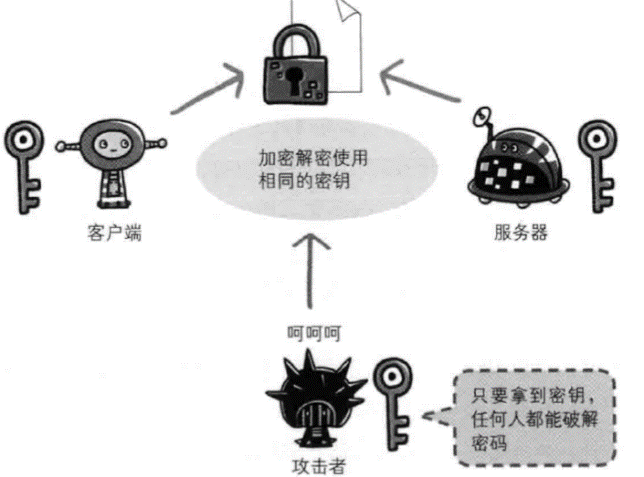 加密解密使用
相同的密钥
客户端
服务器
呵呵呵
只要拿到密钥，
任何人都能破解
密码
攻击者